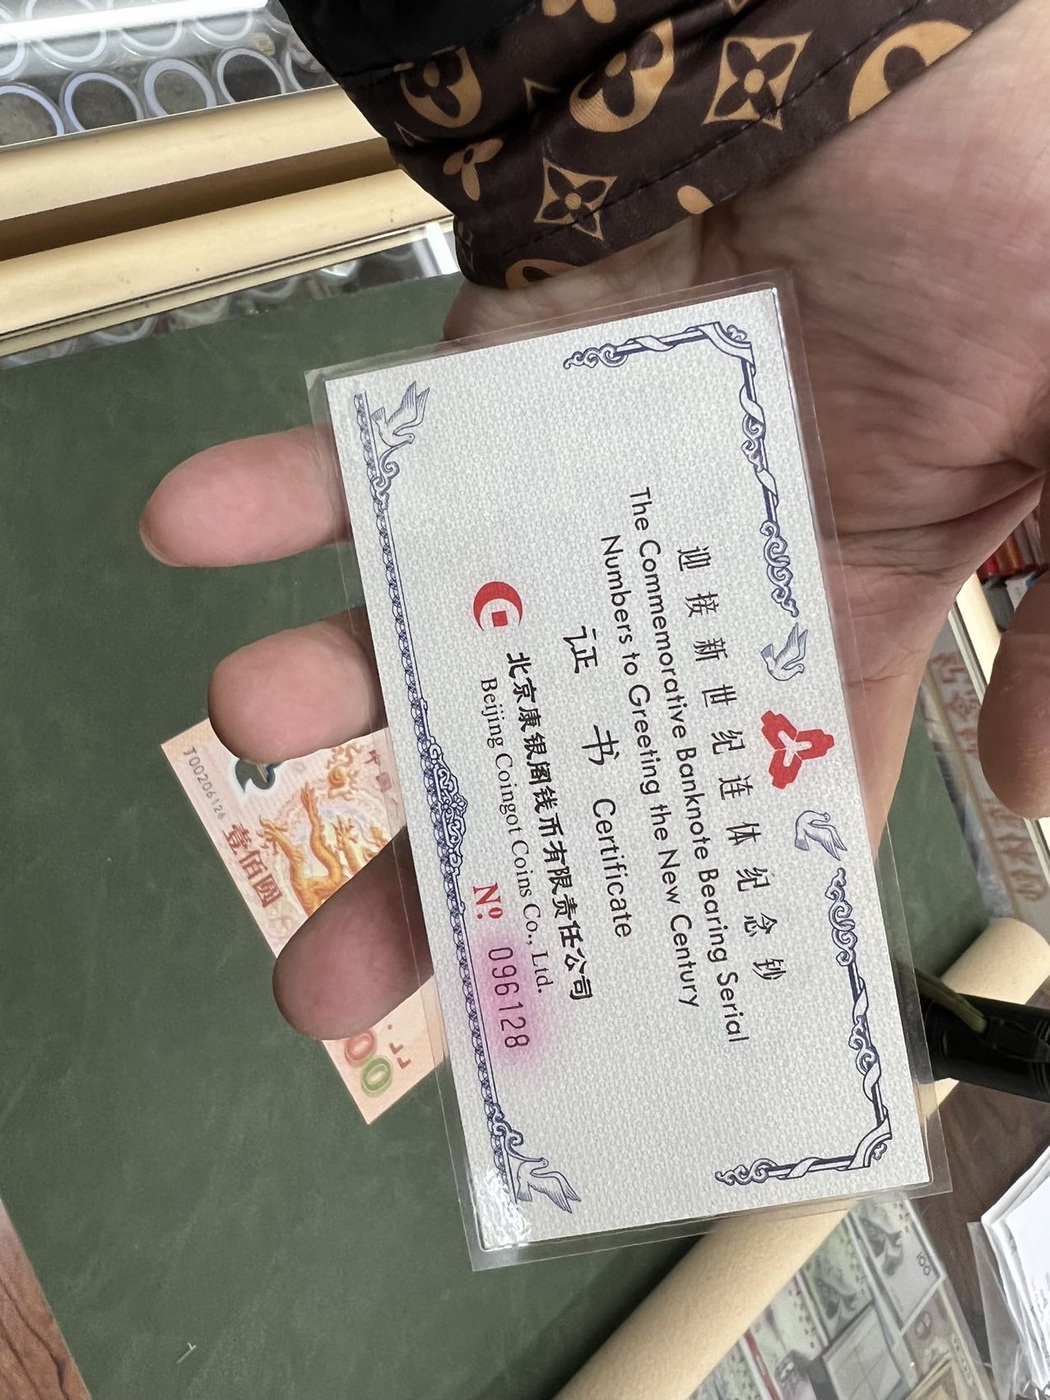 迎接新世纪连体纪念钞
The Commemorative Banknote Bearing Serial
Numbers to Greeting the New Century
证书 Certificate
北京康银阁钱币有限责任公司
Beijing Coingot Coins Co., Ltd.
Nº. 096128
J00206126
壹佰圆